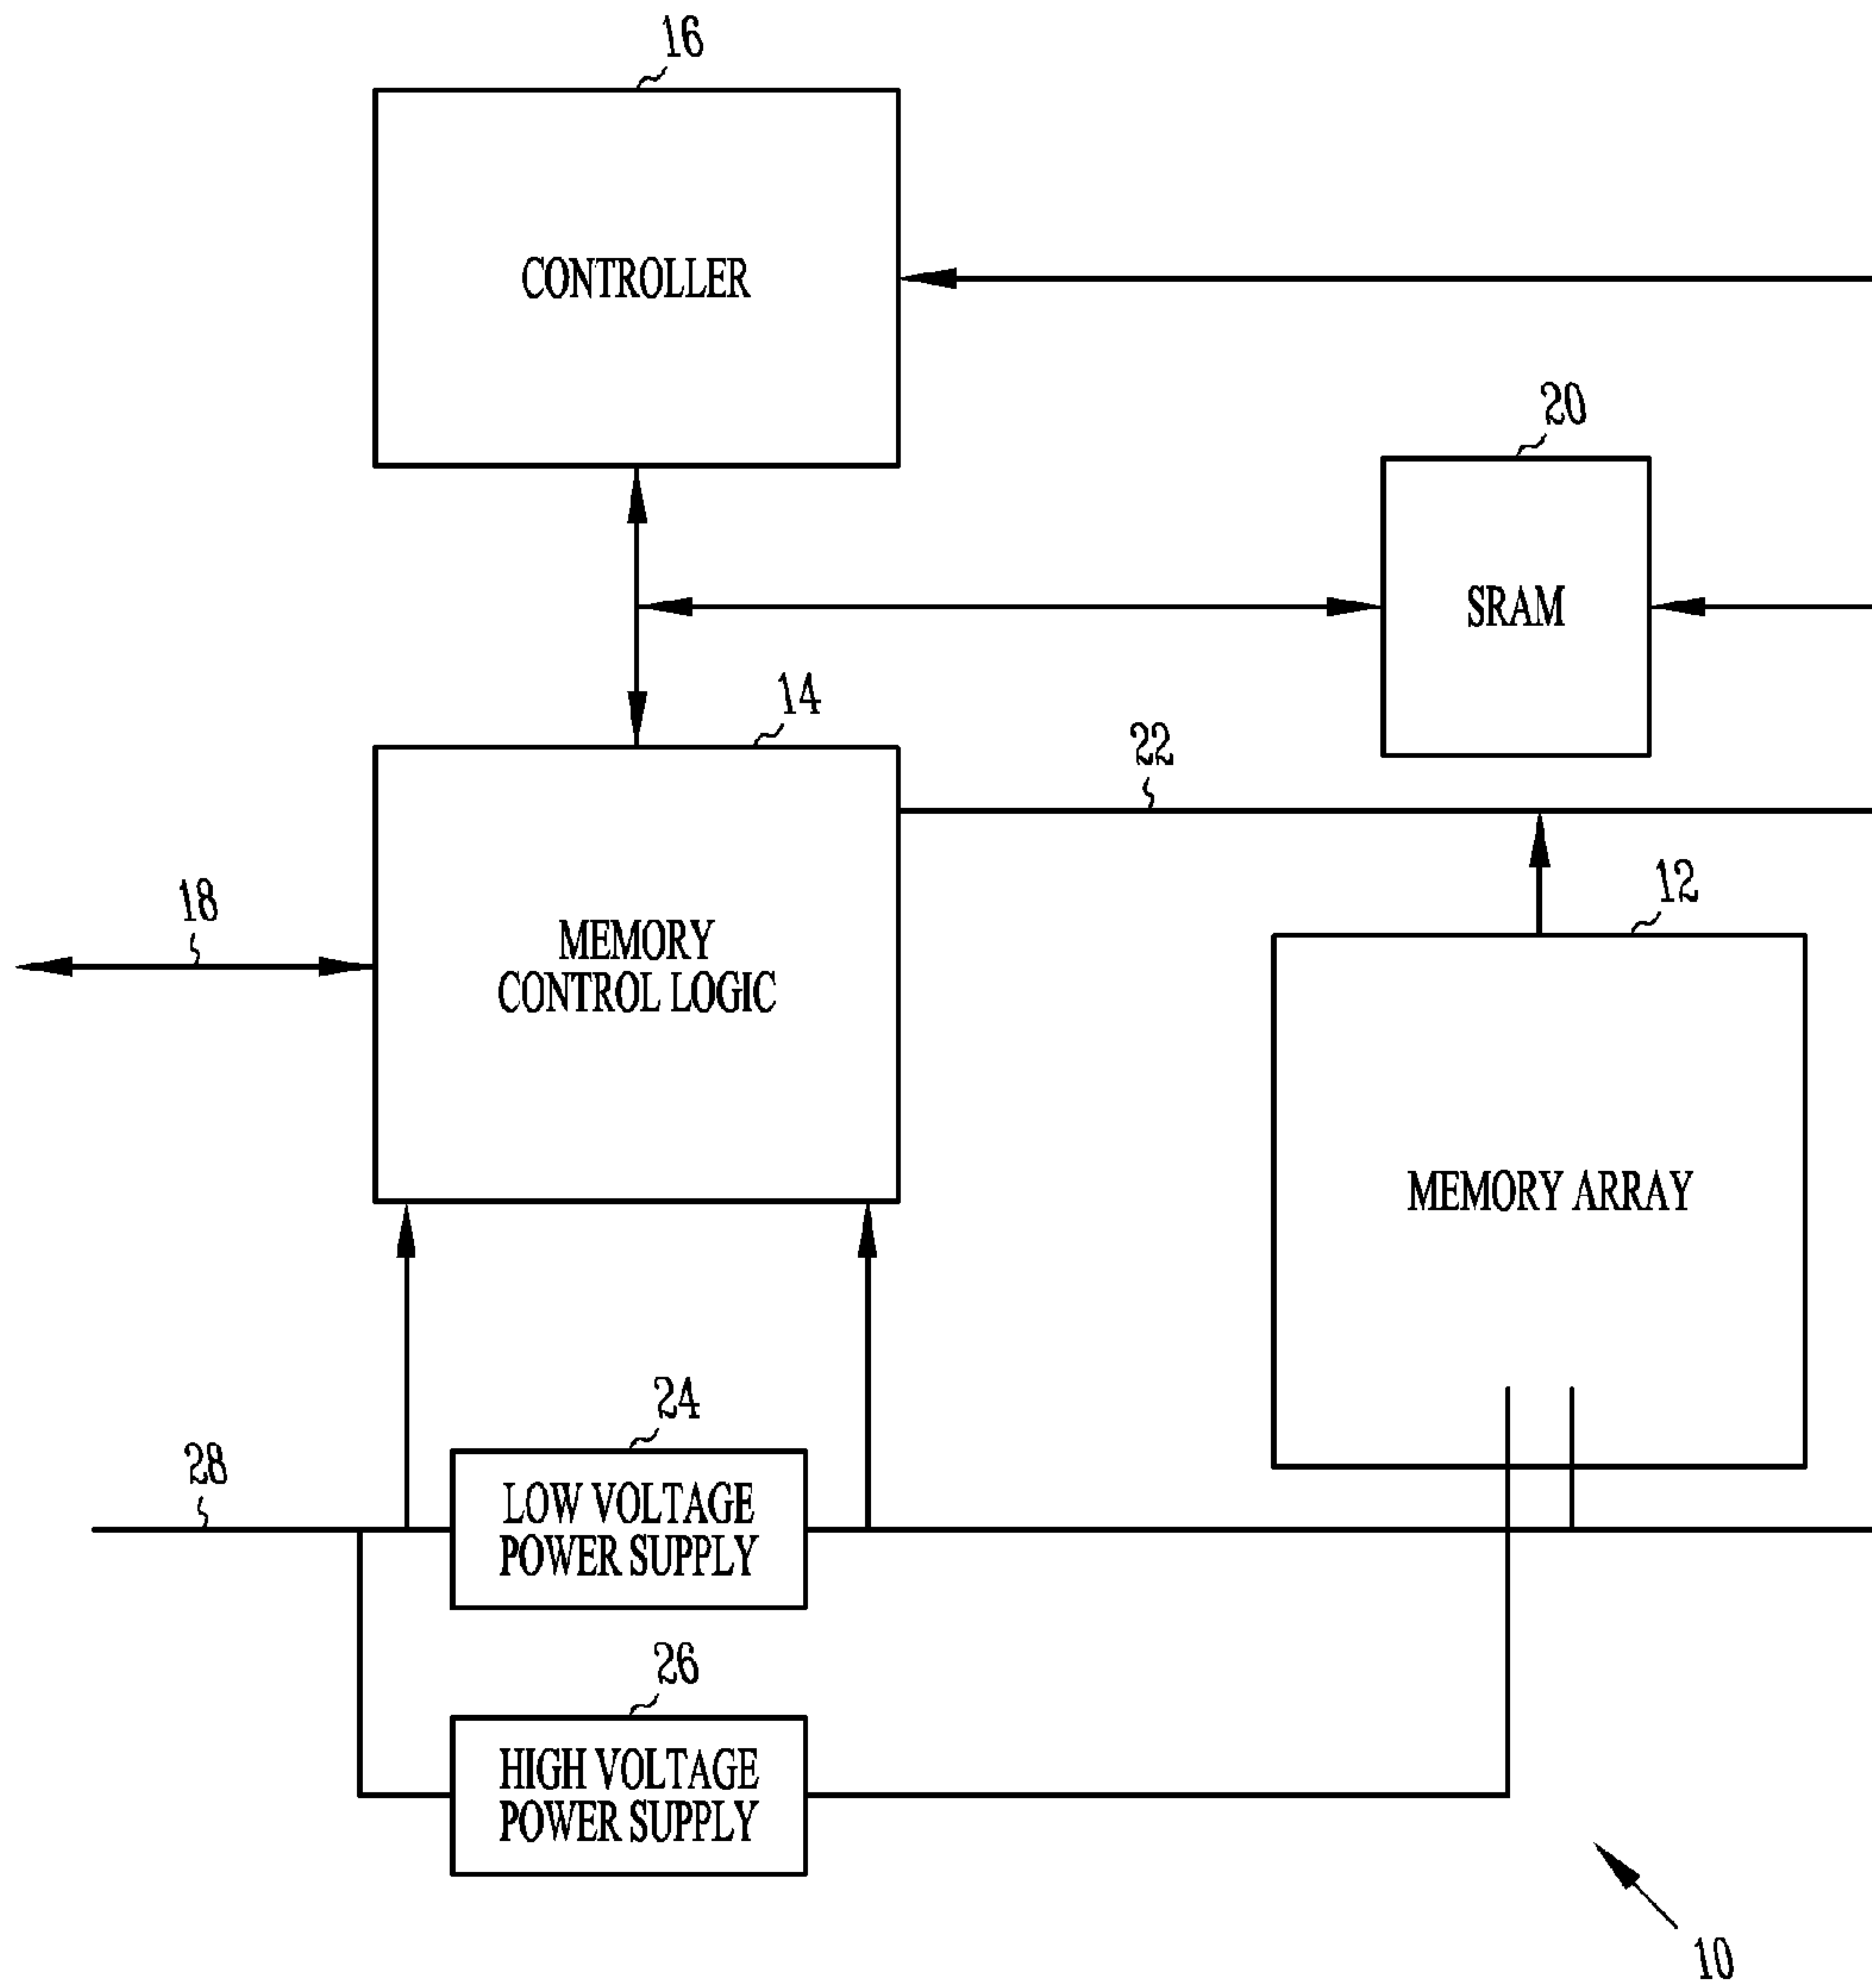 16
CONTROLLER
20
SRAM
14
22
12
18
MEMORY
CONTROL LOGIC
MEMORY ARRAY
24
28
LOW VOLTAGE
POWER SUPPLY
26
HIGH VOLTAGE
POWER SUPPLY
10